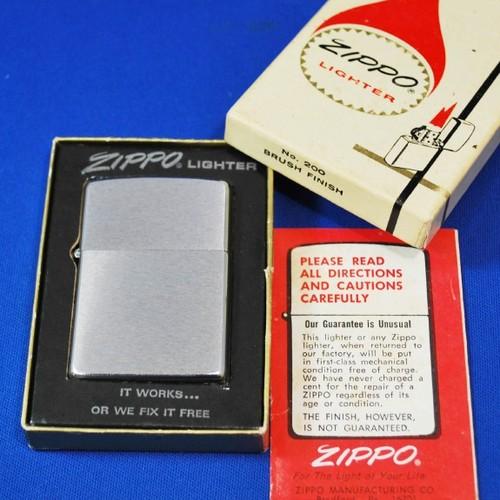 ZIPPO®
LIGHTER
No. 200
BRUSH FINISH
ZIPPO® LIGHTER
IT WORKS...
OR WE FIX IT FREE
PLEASE READ
ALL DIRECTIONS
AND CAUTIONS
CAREFULLY
Our Guarantee is Unusual
This lighter or any Zippo
lighter, when returned to
our factory, will be put
in first-class mechanical
condition free of charge.
We have never charged a
cent for the repair of a
ZIPPO regardless of its
age or condition.
THE FINISH, HOWEVER,
IS NOT GUARANTEED.
ZIPPO®
For The Light of Your Life
ZIPPO MANUFACTURING CO.